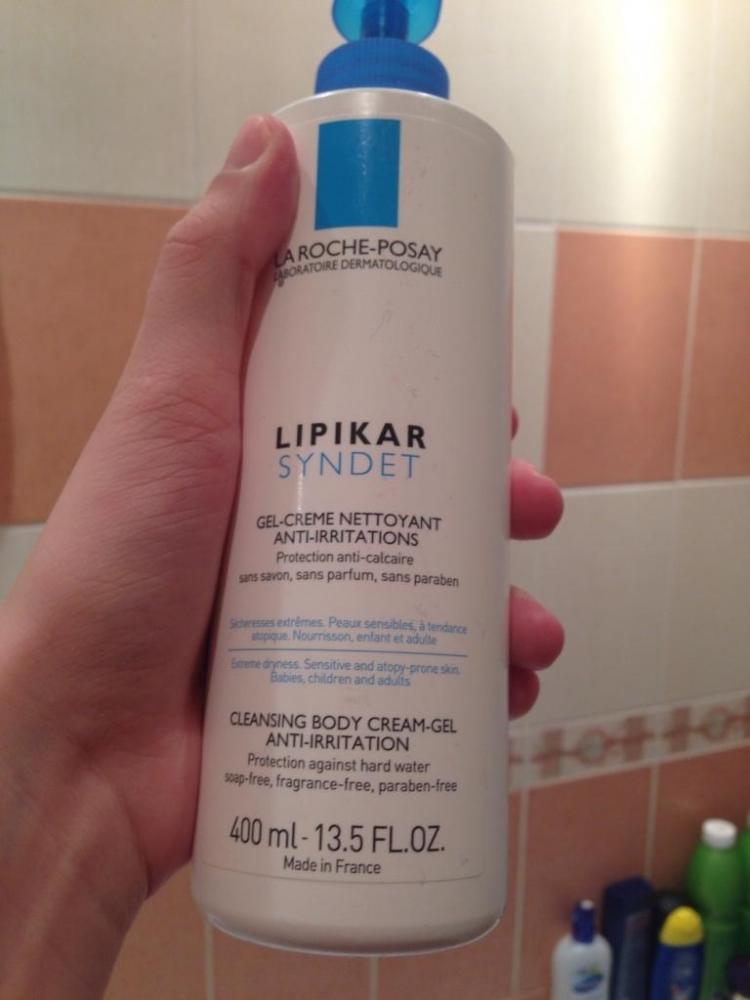 LA ROCHE-POSAY
LABORATOIRE DERMATOLOGIQUE
LIPIKAR
SYNDET
GEL-CREME NETTOYANT
ANTI-IRRITATIONS
Protection anti-calcaire
sans savon, sans parfum, sans paraben
Sécheresses extrêmes. Peaux sensibles, à tendance
atopique. Nourrisson, enfant et adulte
Extreme dryness. Sensitive and atopy-prone skin.
Babies, children and adults
CLEANSING BODY CREAM-GEL
ANTI-IRRITATION
Protection against hard water
soap-free, fragrance-free, paraben-free
400 ml - 13.5 FL.OZ.
Made in France